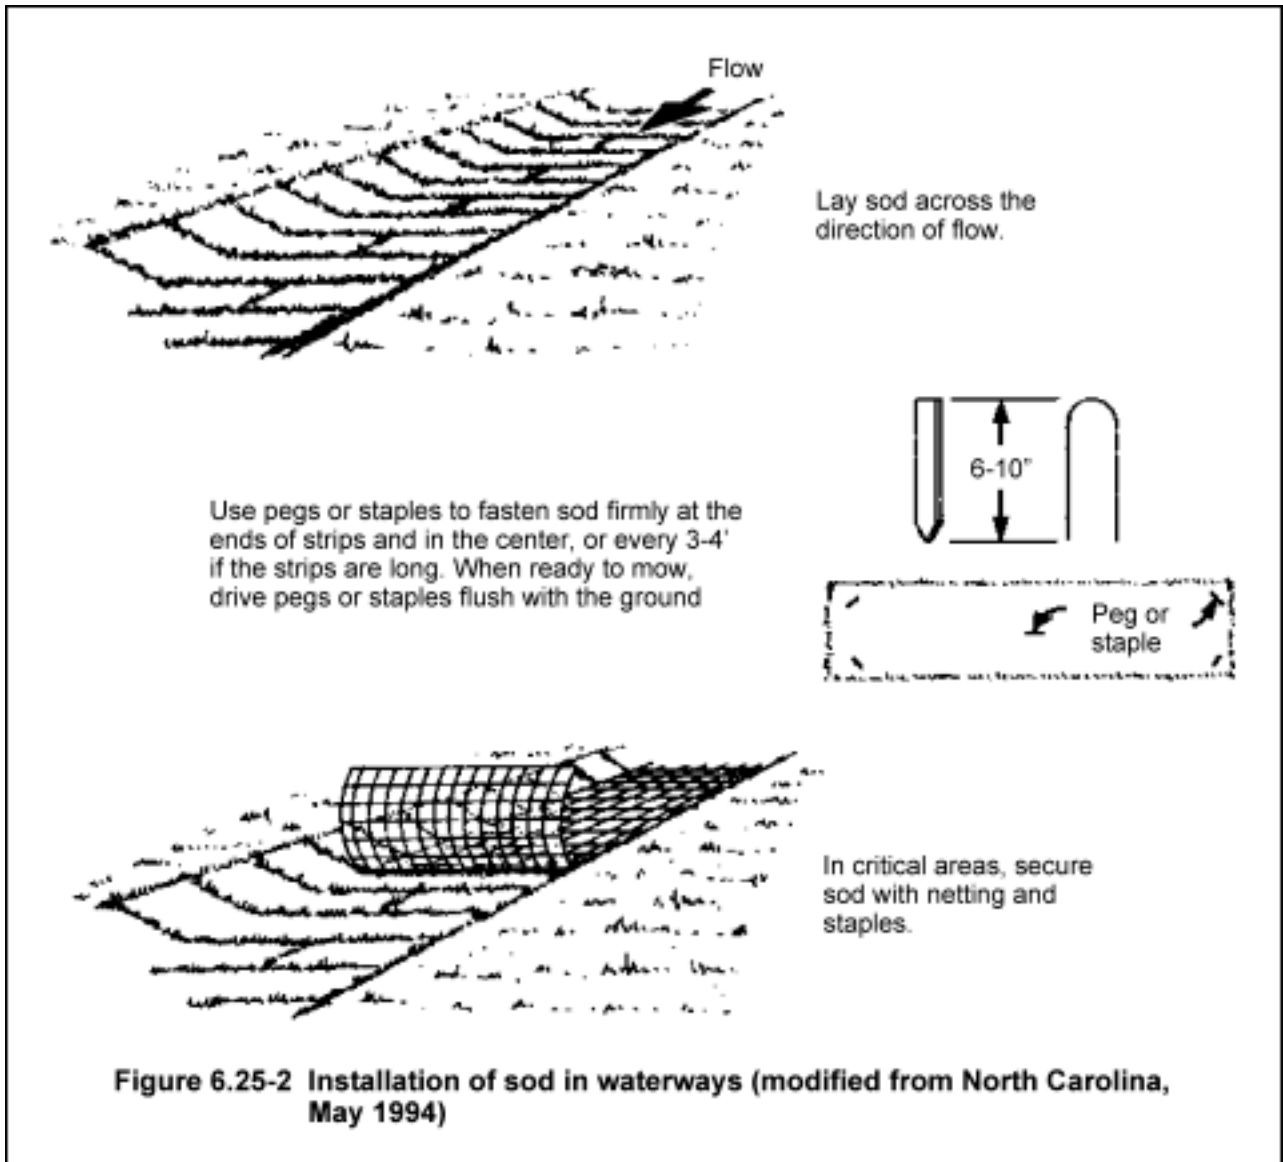 Flow
Lay sod across the
direction of flow.
6-10”
Use pegs or staples to fasten sod firmly at the
ends of strips and in the center, or every 3-4’
if the strips are long. When ready to mow,
drive pegs or staples flush with the ground
Peg or
staple
In critical areas, secure
sod with netting and
staples.
Figure 6.25-2 Installation of sod in waterways (modified from North Carolina,
May 1994)